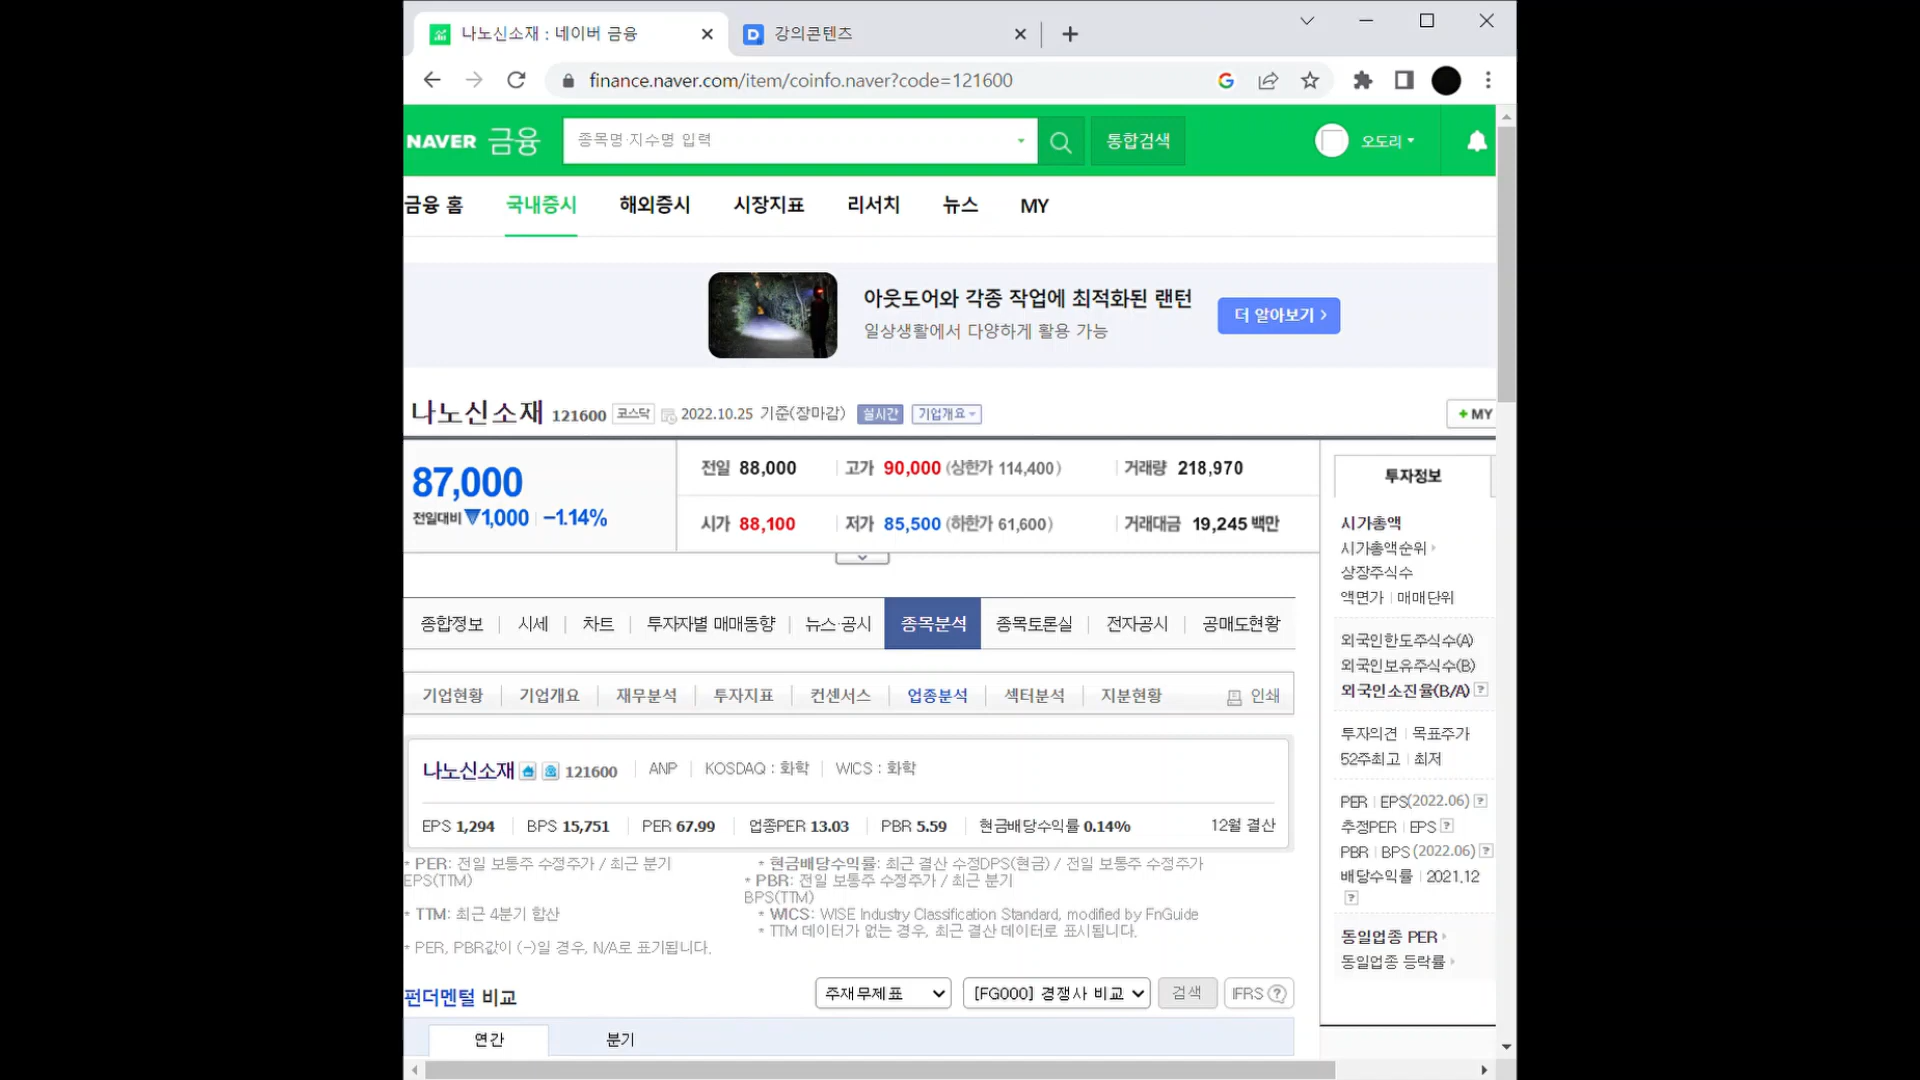 나노신소재 : 네이버 금융
강의콘텐츠
finance.naver.com/item/coinfo.naver?code=121600
NAVER 금융
종목명·지수명 입력
통합검색
오도리
금융 홈
국내증시
해외증시
시장지표
리서치
뉴스
MY
아웃도어와 각종 작업에 최적화된 랜턴
일상생활에서 다양하게 활용 가능
더 알아보기
나노신소재 121600 코스닥 2022.10.25 기준(장마감) 실시간 기업개요
+ MY
87,000
전일대비 ▼1,000 -1.14%
전일 88,000 고가 90,000 (상한가 114,400) 거래량 218,970
시가 88,100 저가 85,500 (하한가 61,600) 거래대금 19,245 백만
투자정보
시가총액
시가총액순위
상장주식수
액면가 | 매매단위
외국인한도주식수(A)
외국인보유주식수(B)
외국인소진율(B/A) ?
투자의견 | 목표주가
52주최고 | 최저
PER | EPS(2022.06) ?
추정PER | EPS ?
PBR | BPS (2022.06) ?
배당수익률 | 2021.12
?
동일업종 PER
동일업종 등락률
종합정보 | 시세 | 차트 | 투자자별 매매동향 | 뉴스·공시 종목분석 종목토론실 | 전자공시 | 공매도현황
기업현황 | 기업개요 | 재무분석 | 투자지표 | 컨센서스 | 업종분석 | 섹터분석 | 지분현황 인쇄
나노신소재 121600 | ANP | KOSDAQ : 화학 | WICS : 화학
EPS 1,294 | BPS 15,751 | PER 67.99 | 업종PER 13.03 | PBR 5.59 | 현금배당수익률 0.14% 12월 결산
* PER: 전일 보통주 수정주가 / 최근 분기
EPS(TTM)
* TTM: 최근 4분기 합산
* PER, PBR값이 (-)일 경우, N/A로 표기됩니다.
* 현금배당수익률: 최근 결산 수정DPS(현금) / 전일 보통주 수정주가
* PBR: 전일 보통주 수정주가 / 최근 분기
BPS(TTM)
* WICS: WISE Industry Classification Standard, modified by FnGuide
* TTM 데이터가 없는 경우, 최근 결산 데이터로 표시됩니다.
펀더멘털 비교
주재무제표
[FG000] 경쟁사 비교
검색
IFRS ?
연간
분기